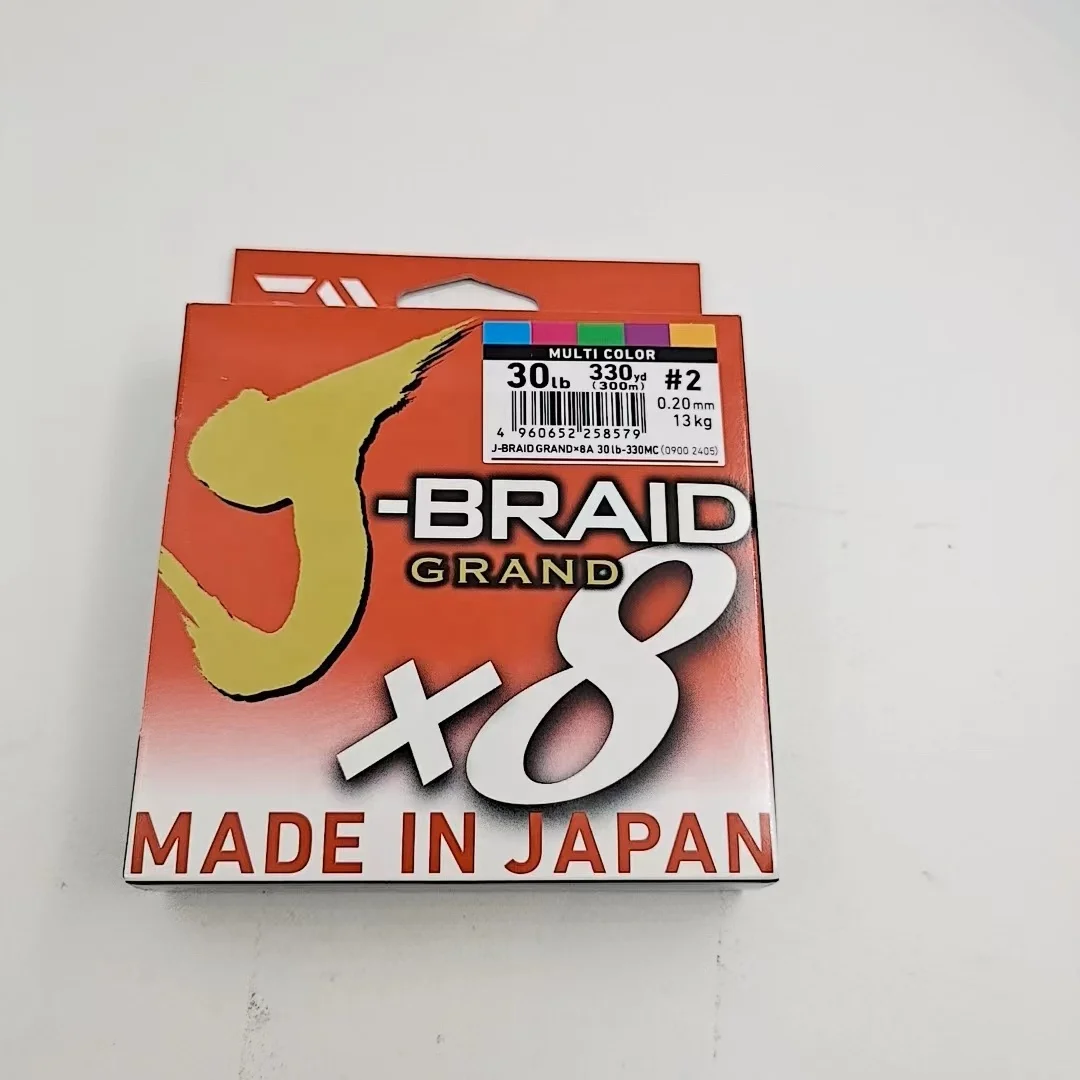 MULTI COLOR
30lb 330yd (300m) #2
0.20mm
13kg
4 960652 258579
J-BRAID GRAND×8A 30lb-330MC (0900 2405)
J-BRAID
GRAND
×8
MADE IN JAPAN